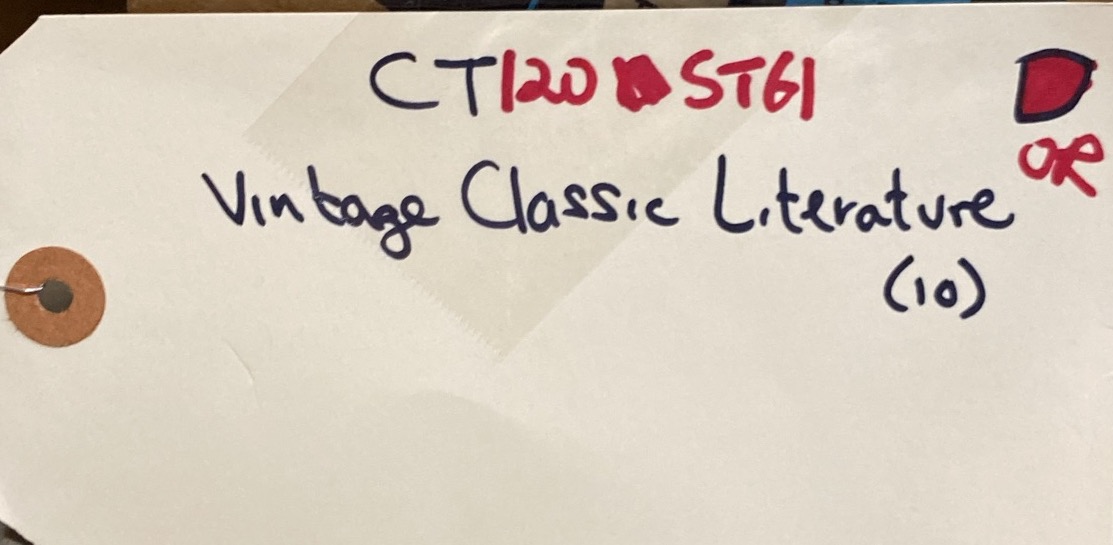 CT120 ST61 D
OR
Vintage Classic Literature
(10)